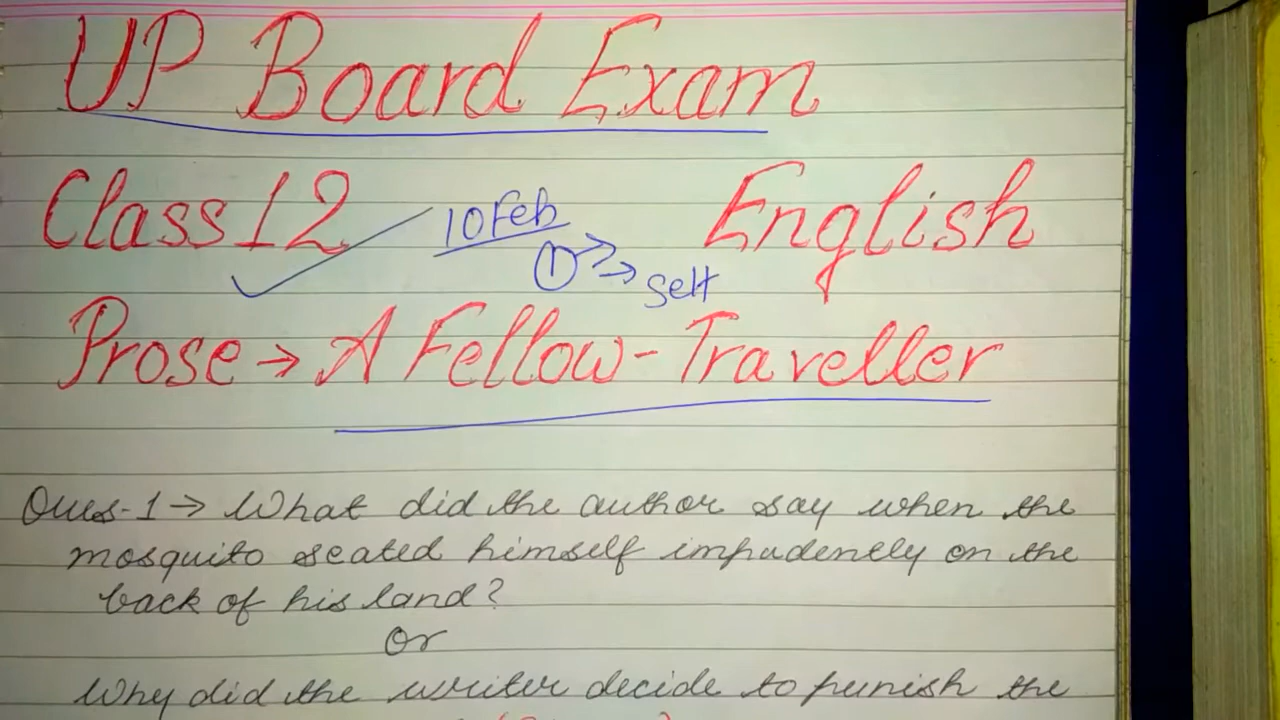 UP Board Exam
Class 12 10 Feb English
① → self
Prose → A Fellow-Traveller
Ques-1 → What did the author say when the
mosquito seated himself impudently on the
back of his land?
Or
Why did the writer decide to punish the